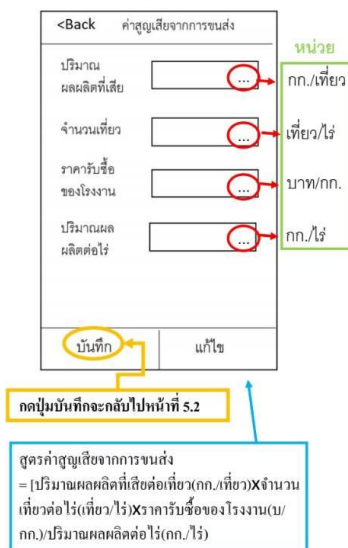 <Back ค่าสูญเสียจากการขนส่ง
หน่วย
ปริมาณ
ผลผลิตที่เสีย
...
กก./เที่ยว
จำนวนเที่ยว
...
เที่ยว/ไร่
ราคารับซื้อ
ของโรงงาน
...
บาท/กก.
ปริมาณผล
ผลิตต่อไร่
...
กก./ไร่
บันทึก
แก้ไข
กดปุ่มบันทึกจะกลับไปหน้าที่ 5.2
สูตรค่าสูญเสียจากการขนส่ง
= [ปริมาณผลผลิตที่เสียต่อเที่ยว(กก./เที่ยว)Xจำนวน
เที่ยวต่อไร่(เที่ยว/ไร่)Xราคารับซื้อของโรงงาน(บ/
กก.)/ปริมาณผลผลิตต่อไร่(กก./ไร่)